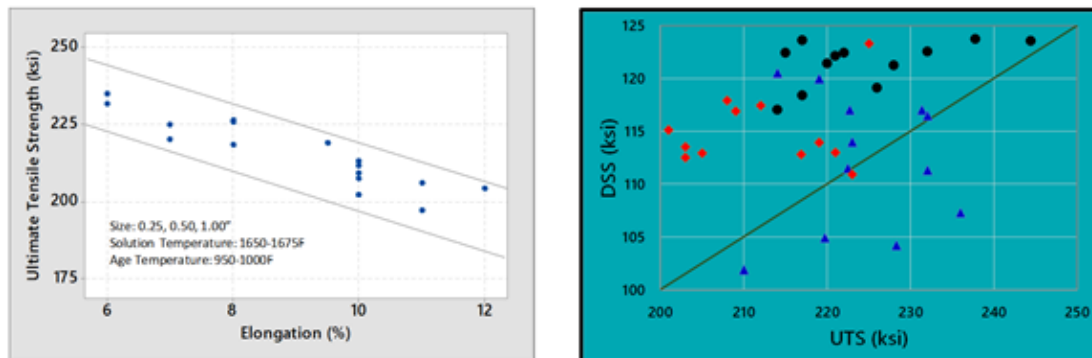 Ultimate Tensile Strength (ksi)
250
225
200
175
Size: 0.25, 0.50, 1.00"
Solution Temperature: 1650-1675F
Age Temperature: 950-1000F
6
8
10
12
Elongation (%)
DSS (ksi)
125
120
115
110
105
100
200
210
220
230
240
250
UTS (ksi)